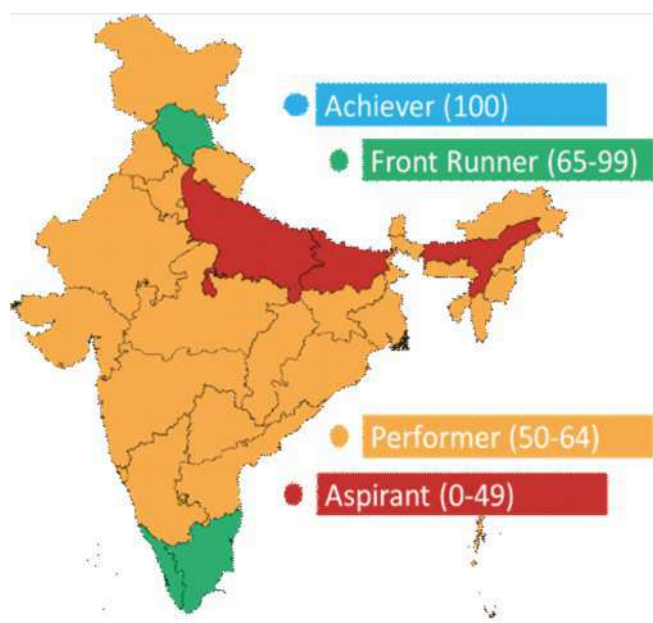 Achiever (100)
Front Runner (65-99)
Performer (50-64)
Aspirant (0-49)